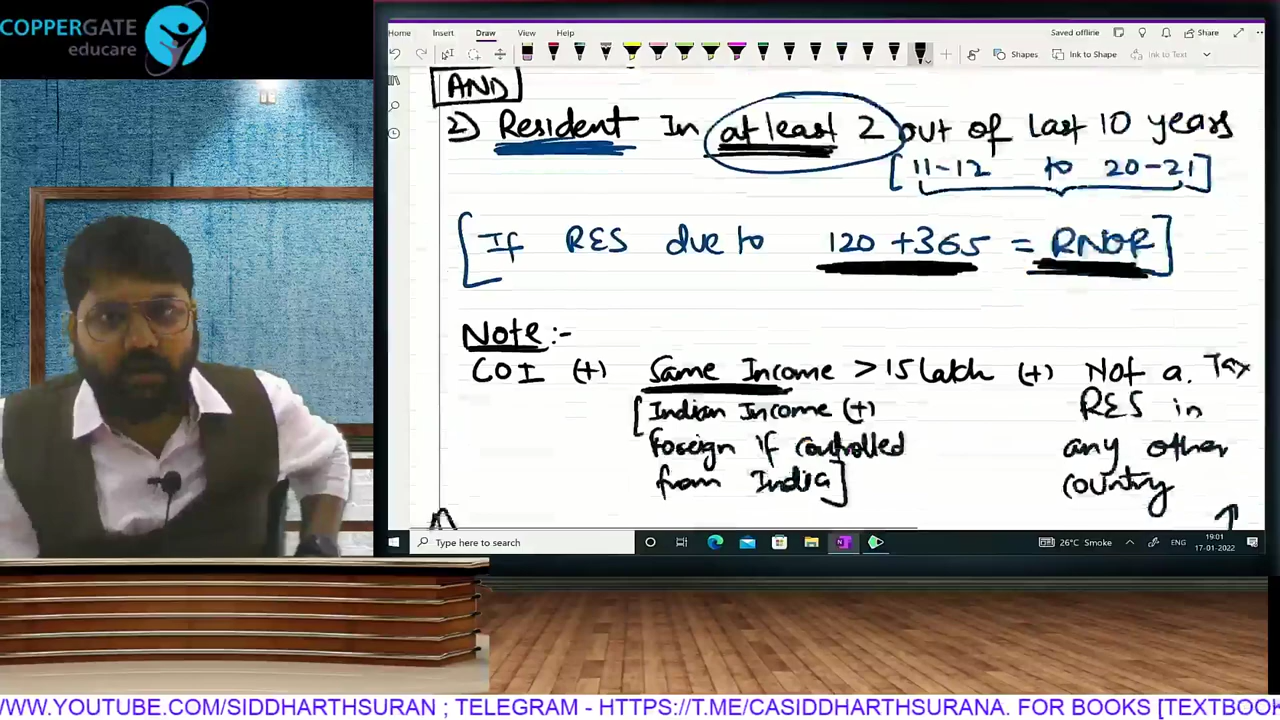 COPPERGATE
educare
Home Insert Draw View Help
Saved offline
Share
Shapes
Ink to Shape
Ink to Text
AND
2) Resident In at least 2 out of last 10 years
[11-12 to 20-21]
[If RES due to 120 +365 = RNOR]
Note :-
COI (+) Same Income > 15 Lakh (+) Not a. Tax
[Indian Income (+) RES in
Foreign if controlled any other
from India] country
Type here to search
26°C Smoke
ENG
19:01
17-01-2022
/WWW.YOUTUBE.COM/SIDDHARTHSURAN ; TELEGRAM - HTTPS://T.ME/CASIDDHARTHSURANA. FOR BOOKS [TEXTBOOK